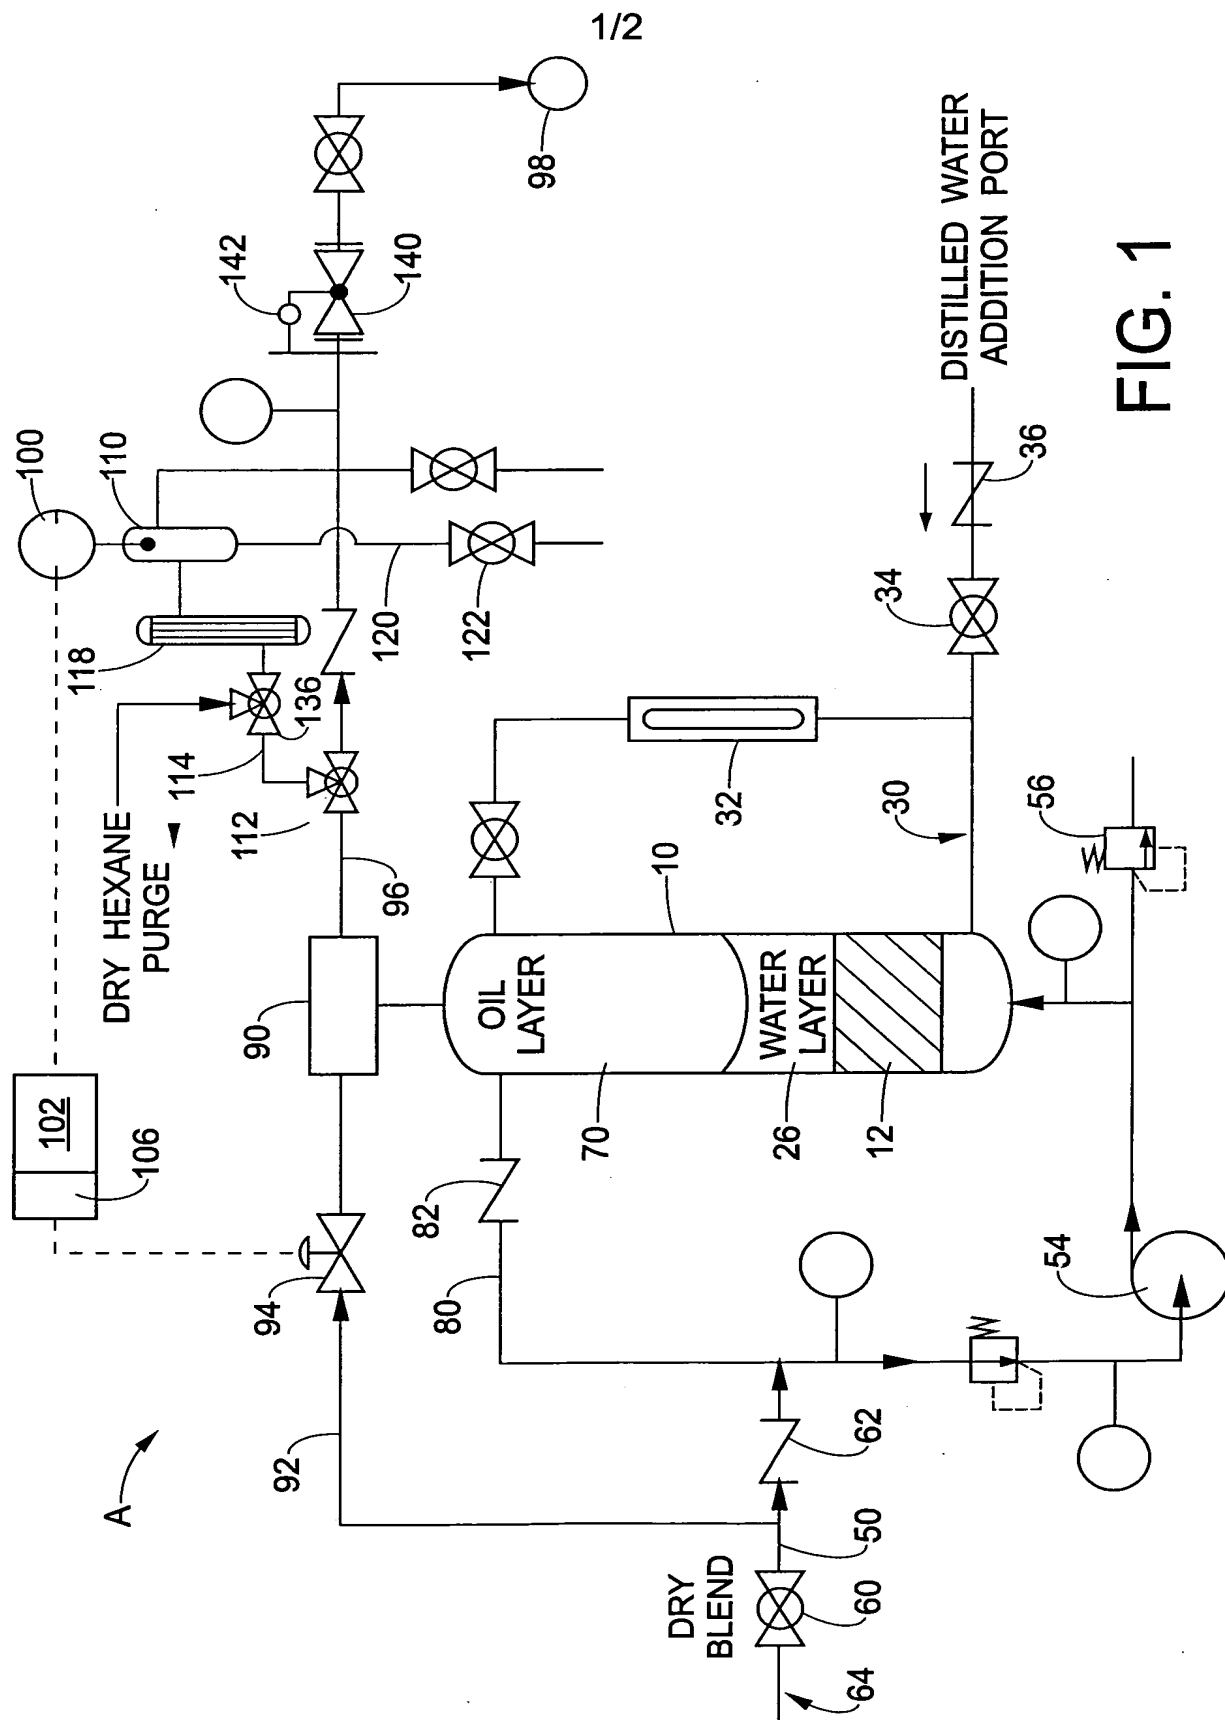 1/2
A
92
94
106
102
90
DRY HEXANE
PURGE
96
112
114
136
118
120
122
110
100
142
140
98
64
DRY
BLEND
60
50
62
80
82
70
26
12
OIL
LAYER
WATER
LAYER
10
32
30
34
36
DISTILLED WATER
ADDITION PORT
54
56
FIG. 1